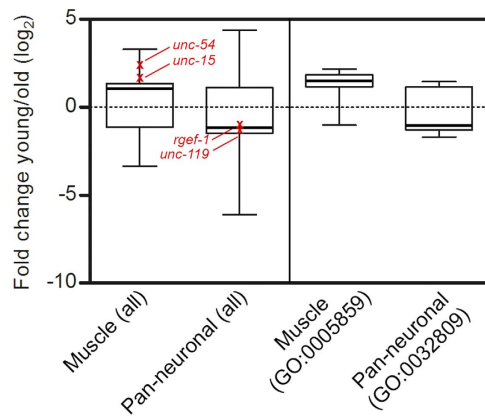 Fold change young/old (log2)
5
0
-5
-10
unc-54
unc-15
rgef-1
unc-119
Muscle (all)
Pan-neuronal (all)
Muscle
(GO:0005859)
Pan-neuronal
(GO:0032809)